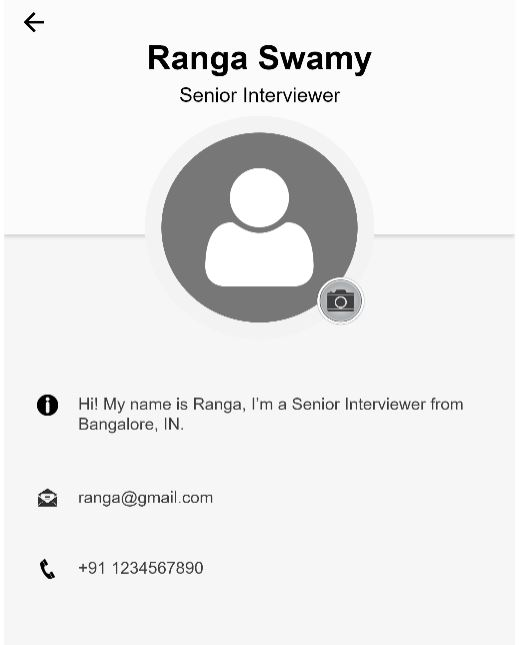 Ranga Swamy
Senior Interviewer
Hi! My name is Ranga, I'm a Senior Interviewer from
Bangalore, IN.
ranga@gmail.com
+91 1234567890